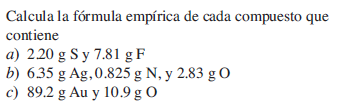 Calcula la fórmula empírica de cada compuesto que
contiene
a) 2.20 g S y 7.81 g F
b) 6.35 g Ag, 0.825 g N, y 2.83 g O
c) 89.2 g Au y 10.9 g O